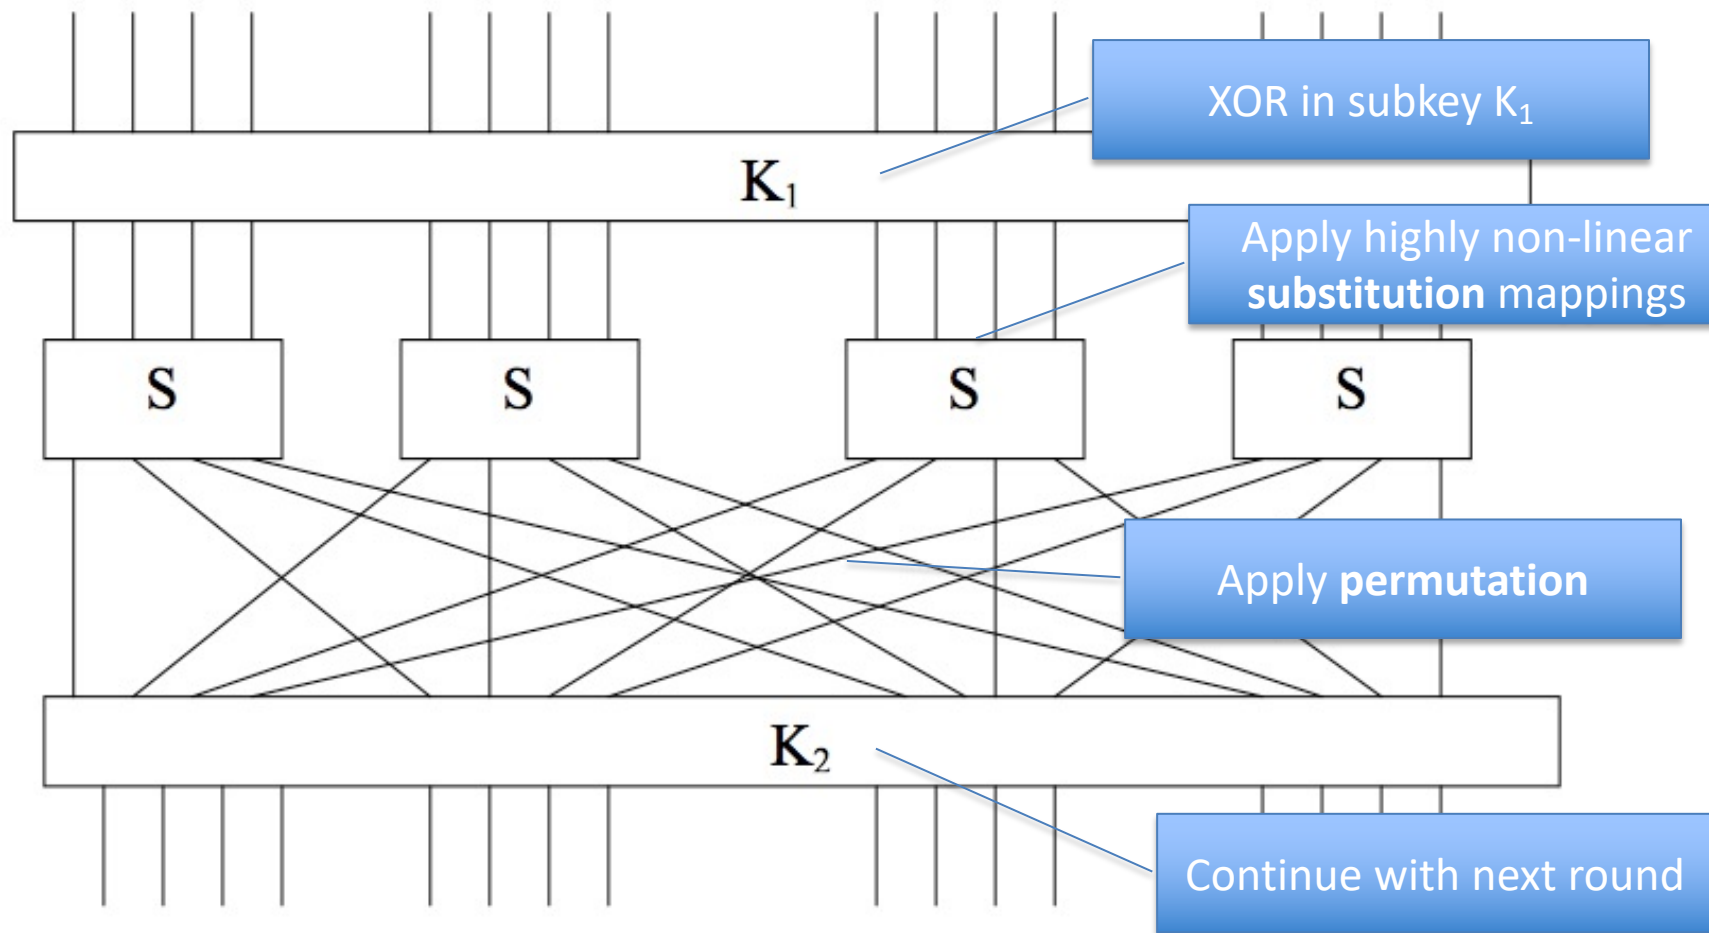 XOR in subkey K₁
K₁
Apply highly non-linear
substitution mappings
S
S
S
S
Apply permutation
K₂
Continue with next round